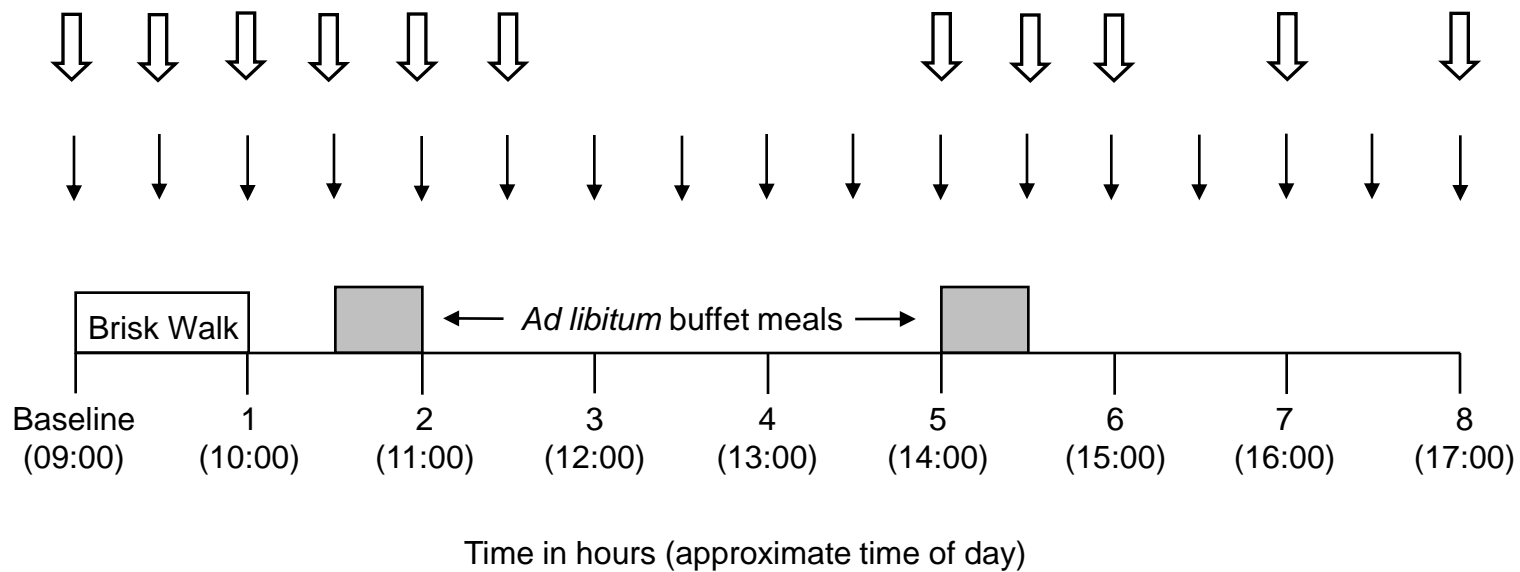 Brisk Walk
Ad libitum buffet meals
Baseline 1 2 3 4 5 6 7 8
(09:00) (10:00) (11:00) (12:00) (13:00) (14:00) (15:00) (16:00) (17:00)
Time in hours (approximate time of day)